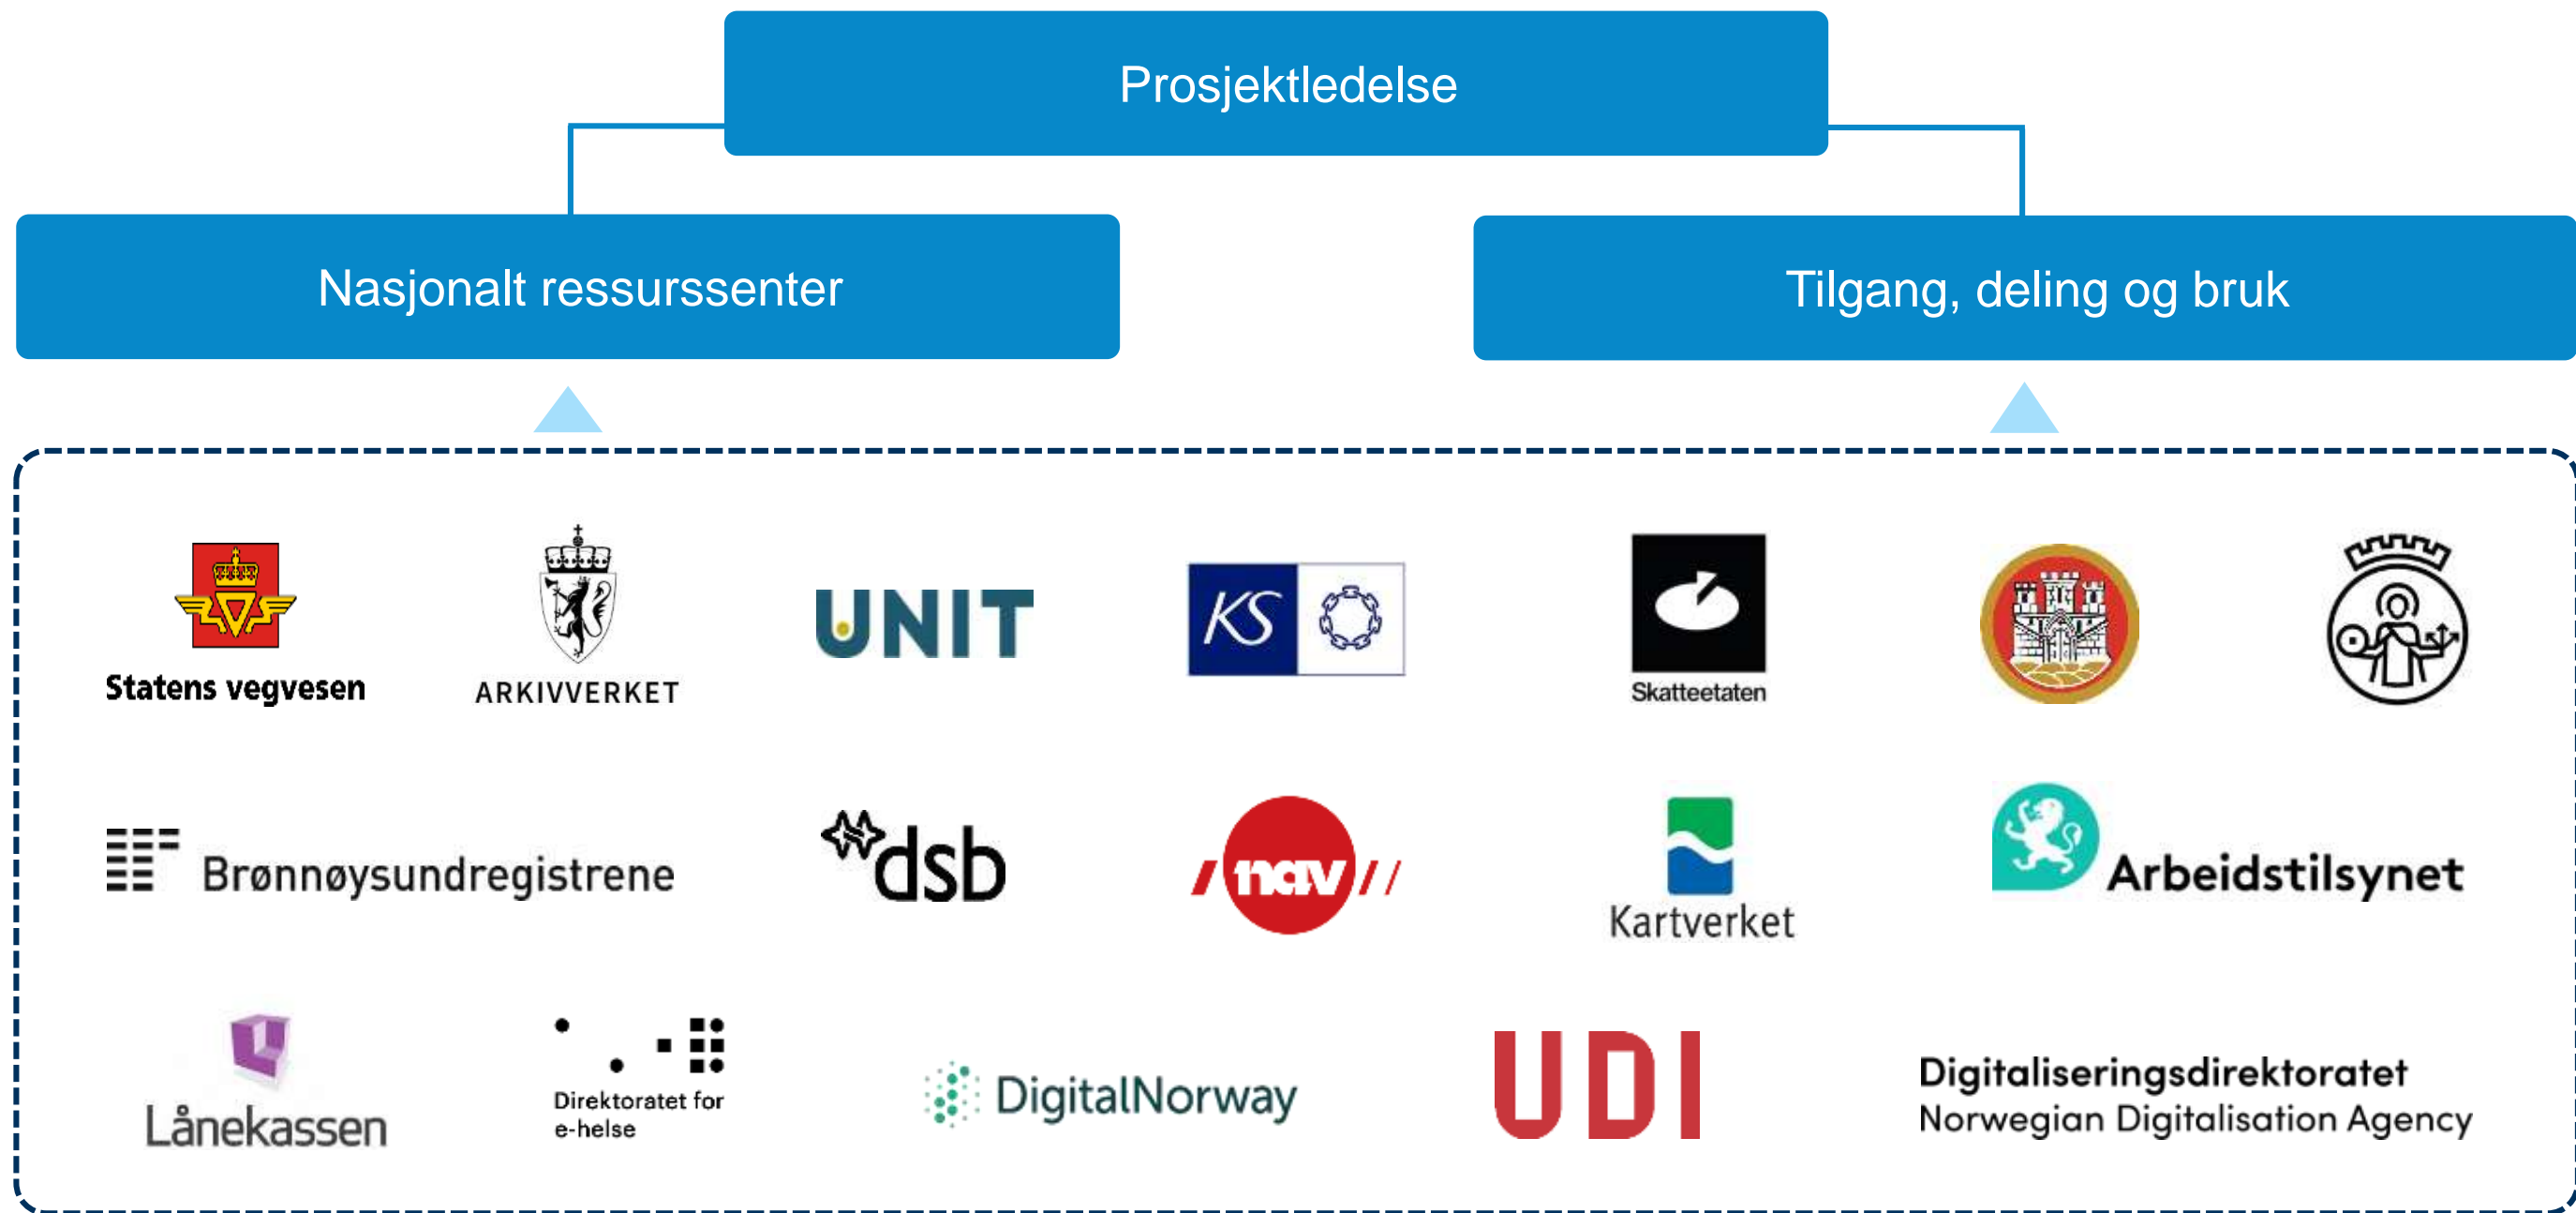 Prosjektledelse
Nasjonalt ressurssenter
Tilgang, deling og bruk
Statens vegvesen
ARKIVVERKET
UNIT
KS
Skatteetaten
Brønnøysundregistrene
dsb
nav
Kartverket
Arbeidstilsynet
Lånekassen
Direktoratet for
e-helse
DigitalNorway
UDI
Digitaliseringsdirektoratet
Norwegian Digitalisation Agency